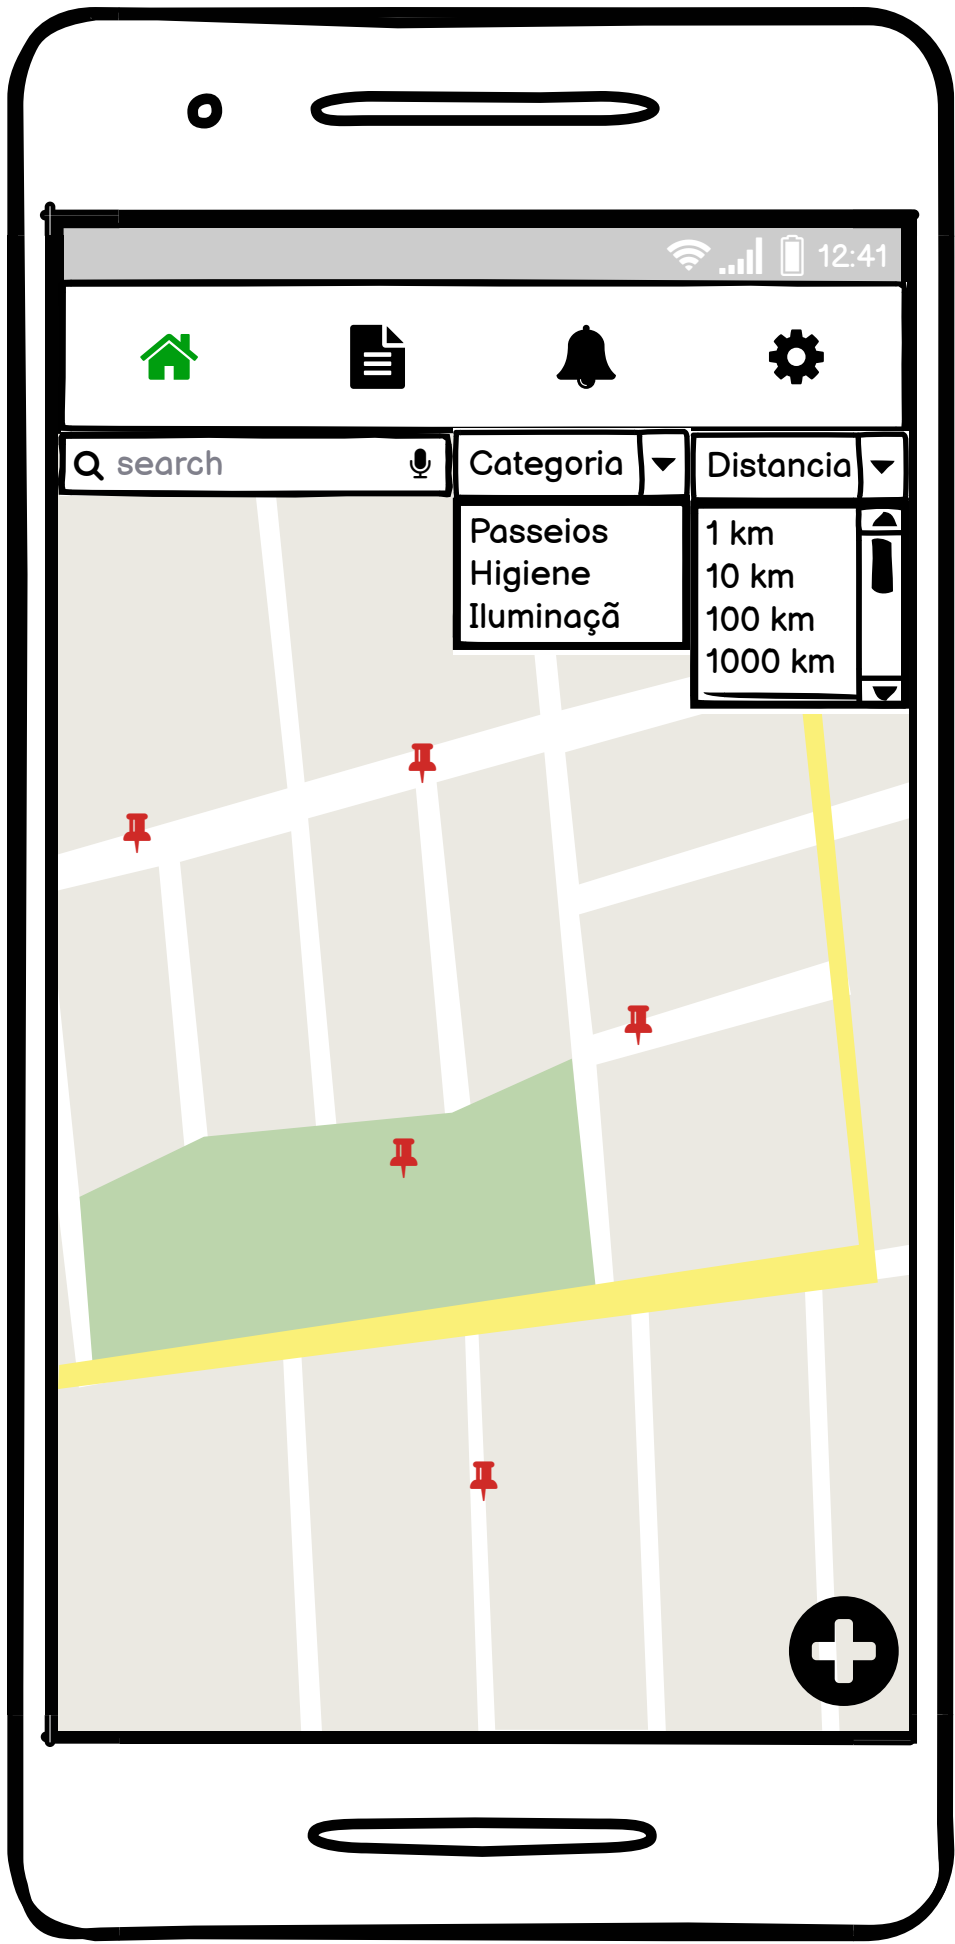 12:41
search
Categoria
Distancia
Passeios
Higiene
Iluminaçã
1 km
10 km
100 km
1000 km